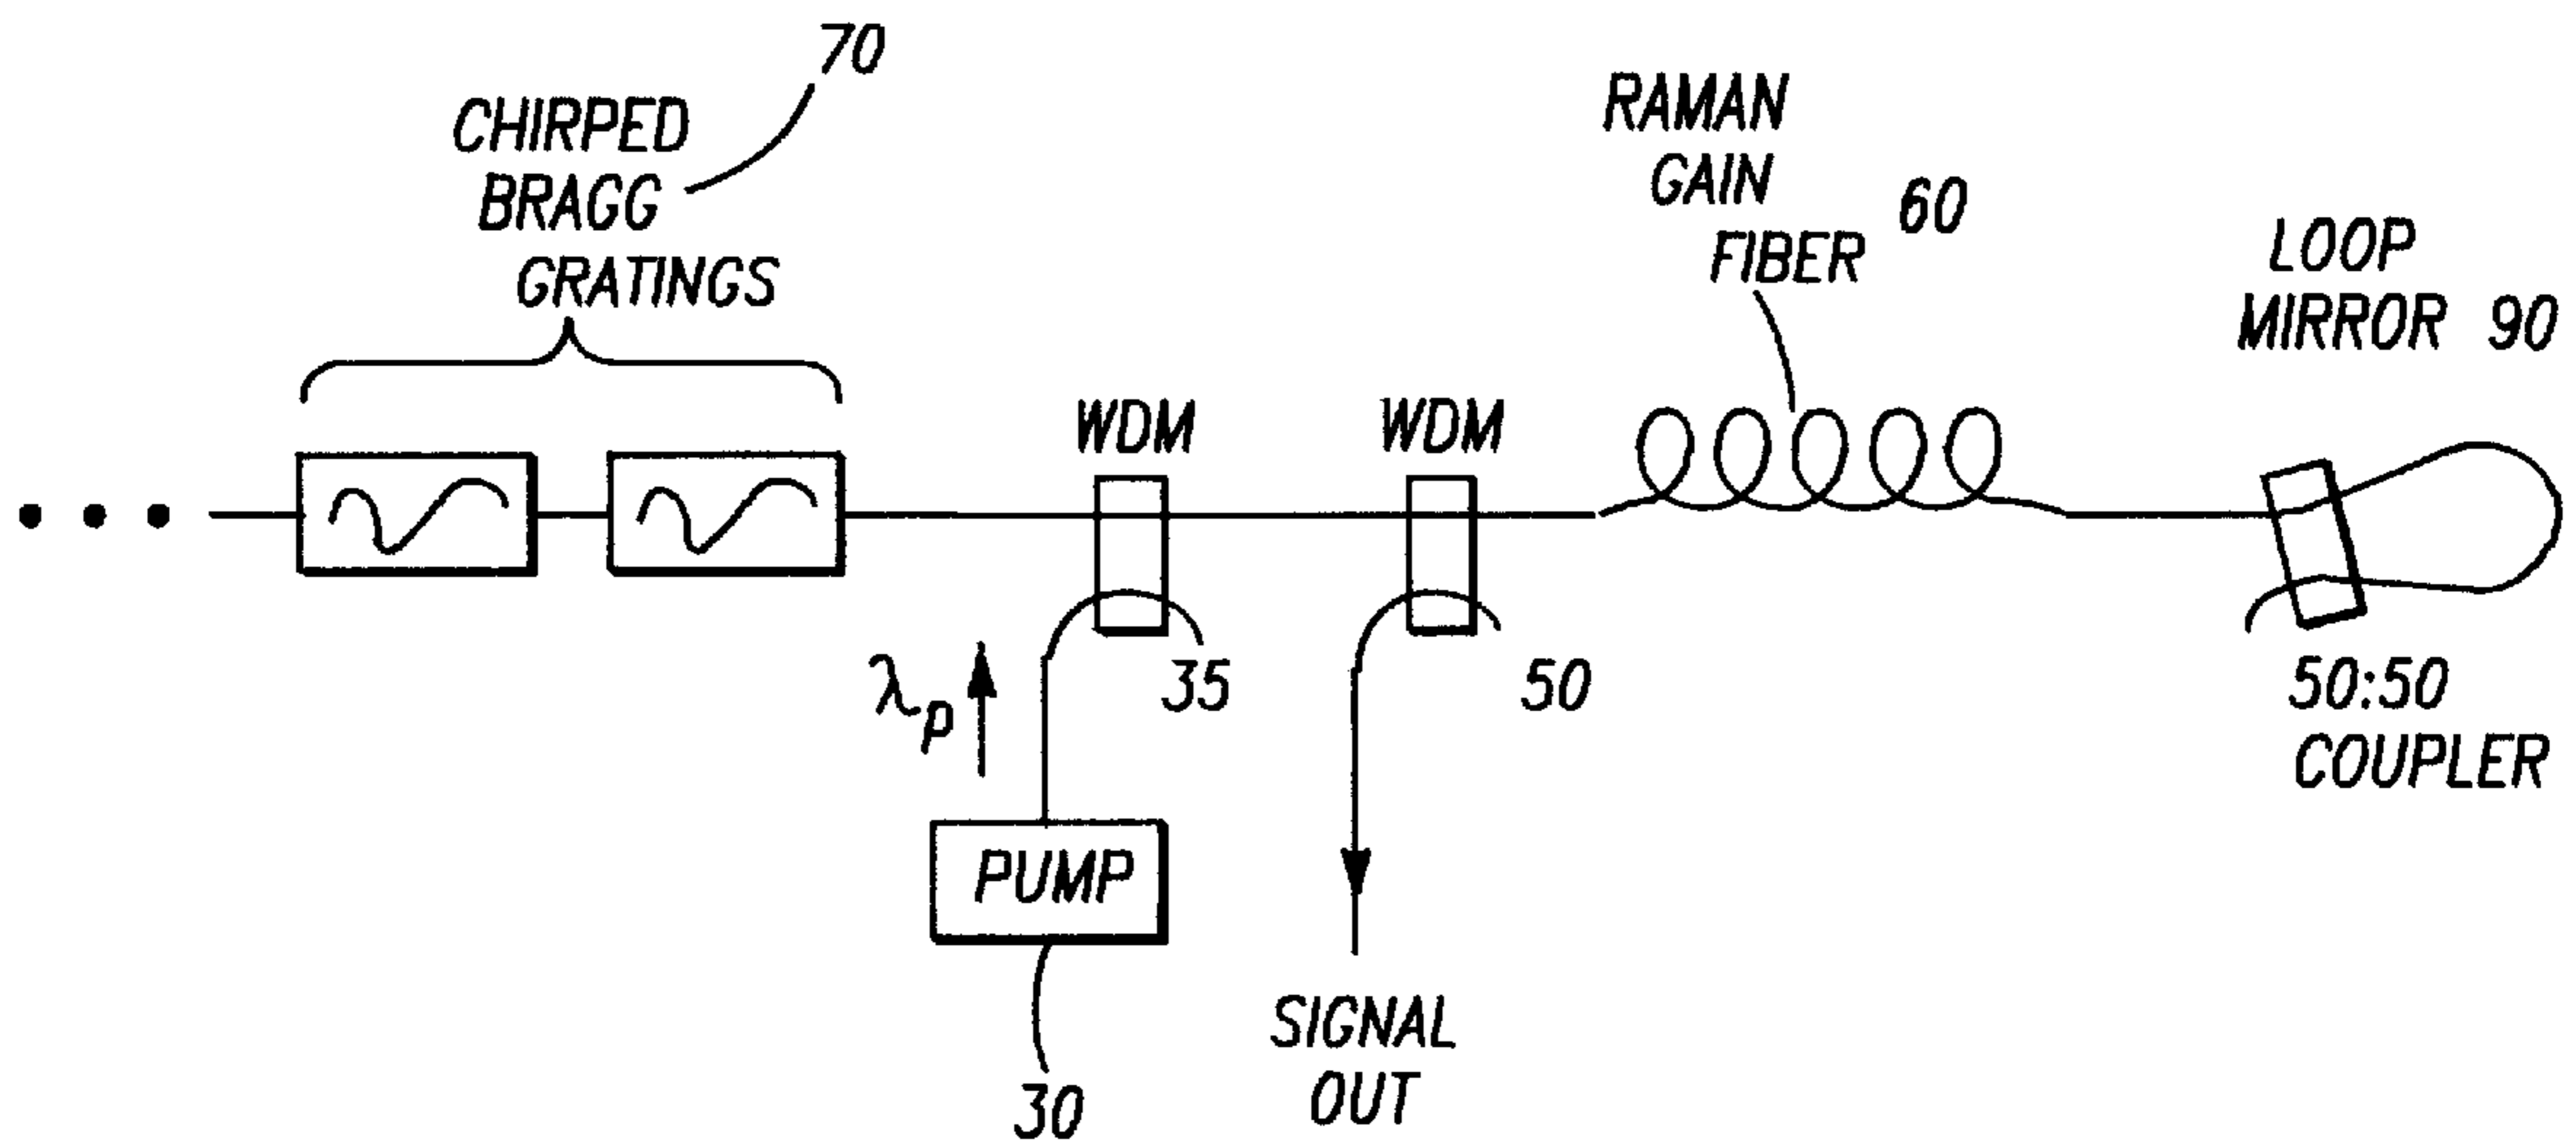 70
CHIRPED
BRAGG
GRATINGS
RAMAN
GAIN
FIBER 60
LOOP
MIRROR 90
WDM
WDM
λp
35
50
50:50
COUPLER
PUMP
30
SIGNAL
OUT